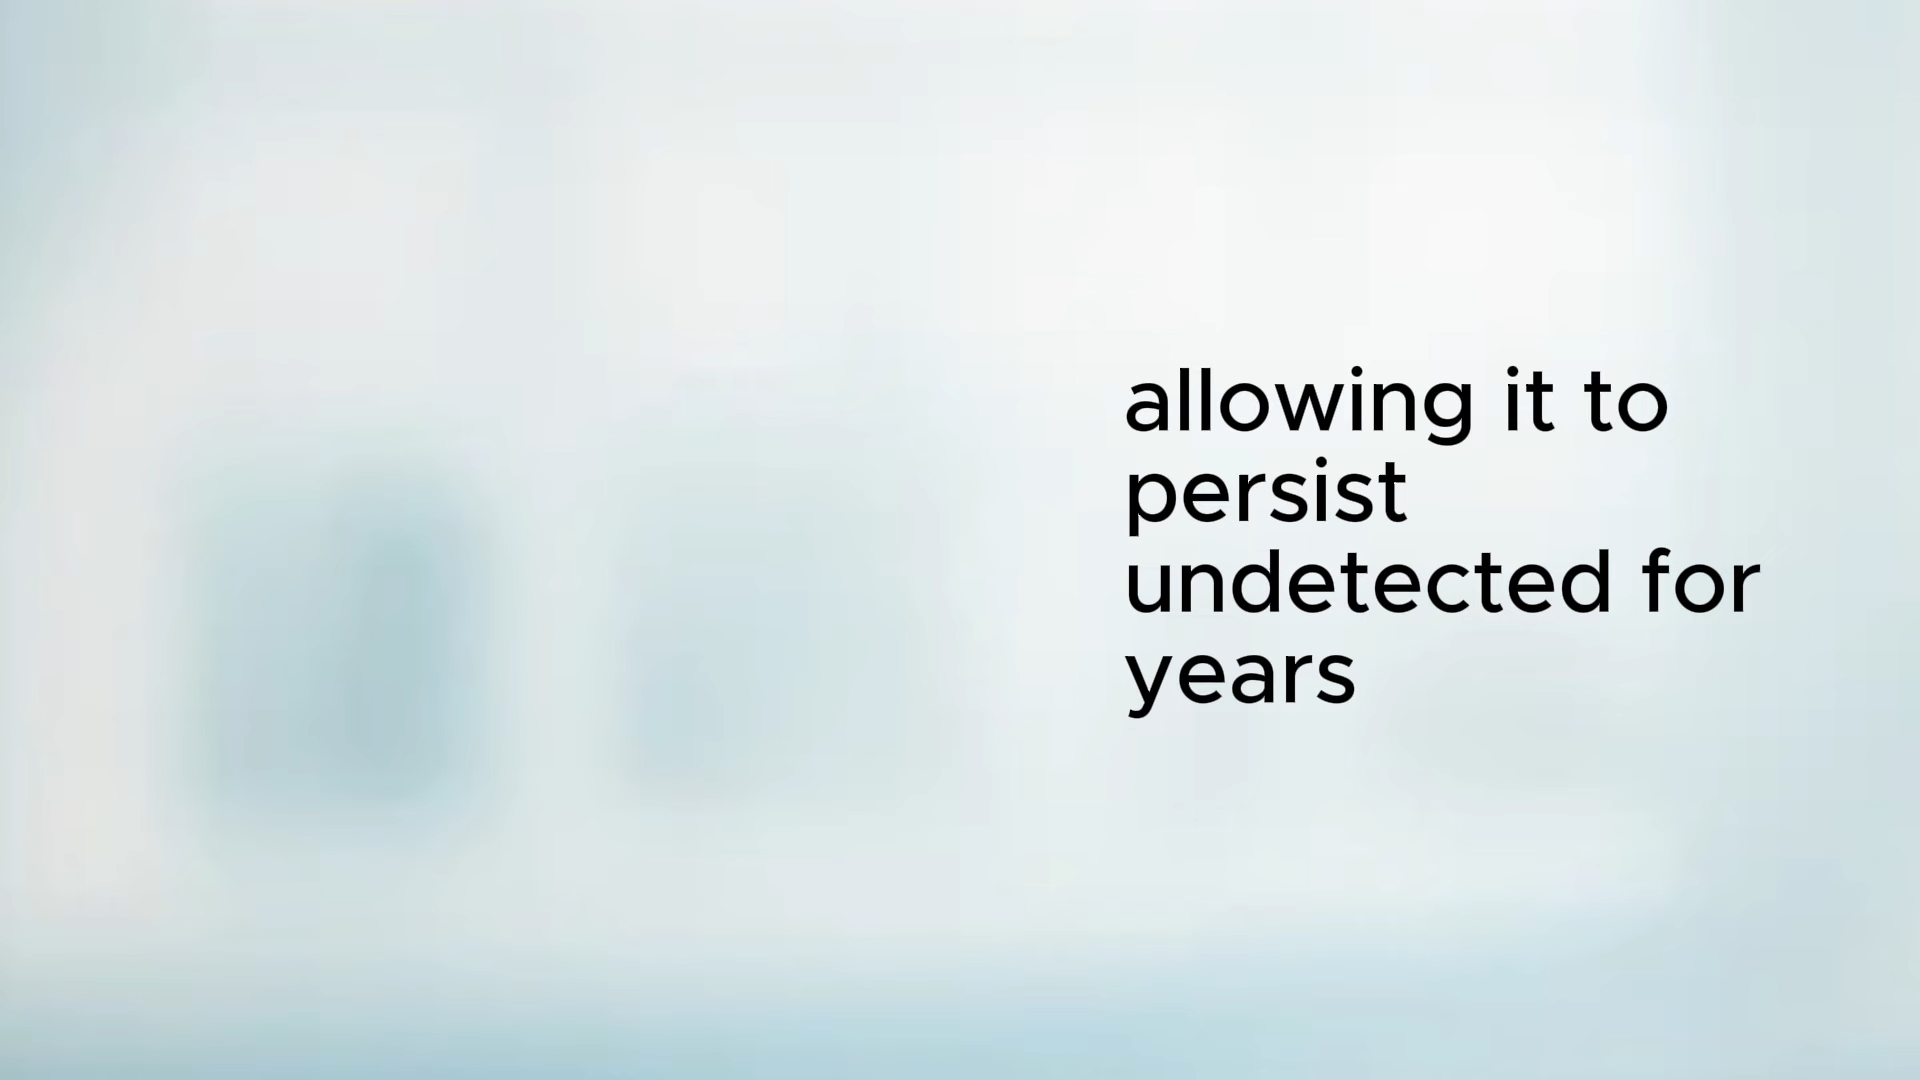 allowing it to
persist
undetected for
years